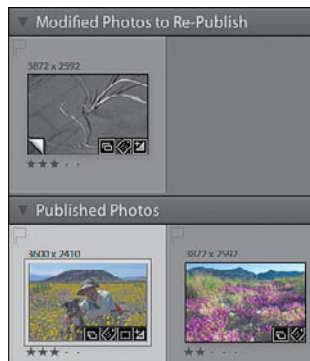 Modified Photos to Re-Publish
3872 x 2592
Published Photos
3600 x 2410
3872 x 2592